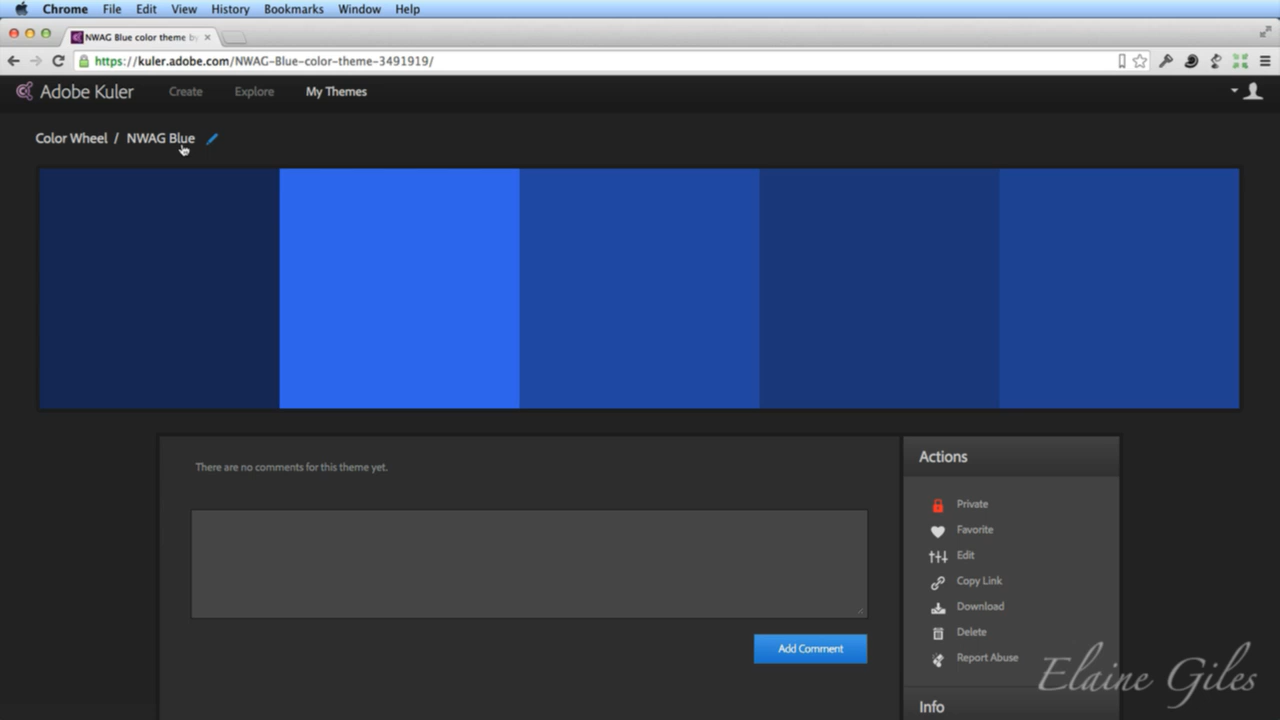 Chrome File Edit View History Bookmarks Window Help
NWAG Blue color theme by
https://kuler.adobe.com/NWAG-Blue-color-theme-3491919/
Adobe Kuler Create Explore My Themes
Color Wheel / NWAG Blue
There are no comments for this theme yet.
Add Comment
Actions
Private
Favorite
Edit
Copy Link
Download
Delete
Report Abuse
Info
Elaine Giles